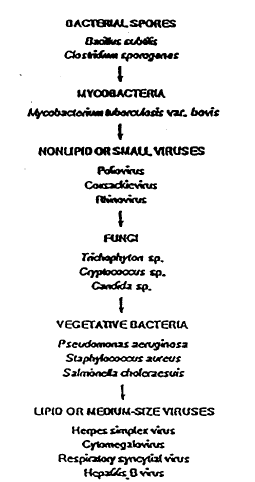 BACTERIAL SPORES
Bacillus subtilis
Clostridium sporogenes
MYCOBACTERIA
Mycobacterium tuberculosis var. bovis
NONLIPID OR SMALL VIRUSES
Poliovirus
Coxsackievirus
Rhinovirus
FUNGI
Trichophyton sp.
Cryptococcus sp.
Candida sp.
VEGETATIVE BACTERIA
Pseudomonas aeruginosa
Staphylococcus aureus
Salmonella choleraesuis
LIPID OR MEDIUM-SIZE VIRUSES
Herpes simplex virus
Cytomegalovirus
Respiratory syncytial virus
Hepatitis B virus